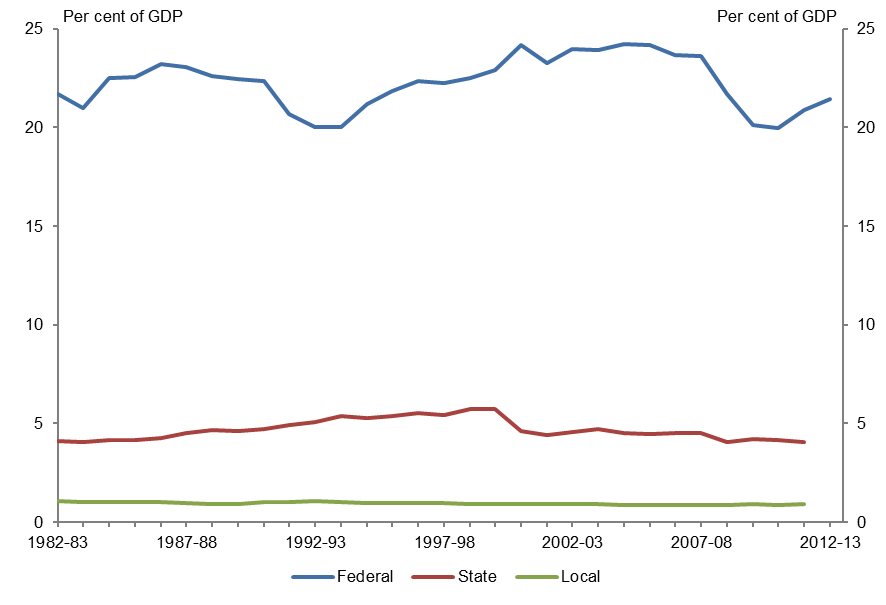 Per cent of GDP Per cent of GDP
25 25
20 20
15 15
10 10
5 5
0 0
1982-83 1987-88 1992-93 1997-98 2002-03 2007-08 2012-13
Federal State Local